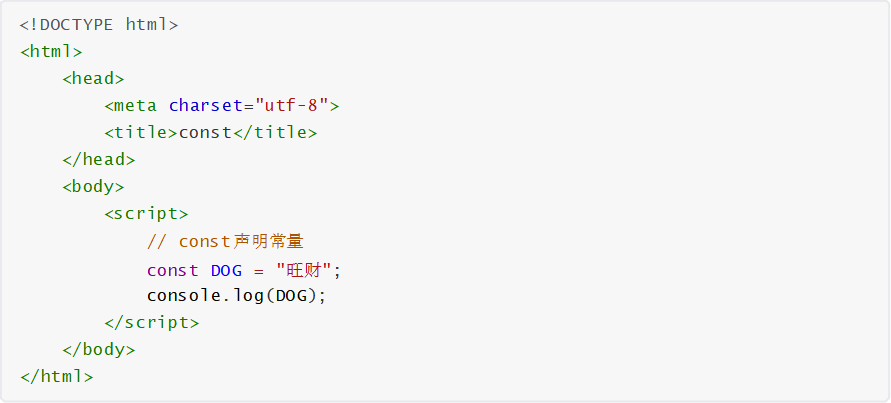 <!DOCTYPE html>
<html>
    <head>
        <meta charset="utf-8">
        <title>const</title>
    </head>
    <body>
        <script>
            // const声明常量
            const DOG = "旺财";
            console.log(DOG);
        </script>
    </body>
</html>